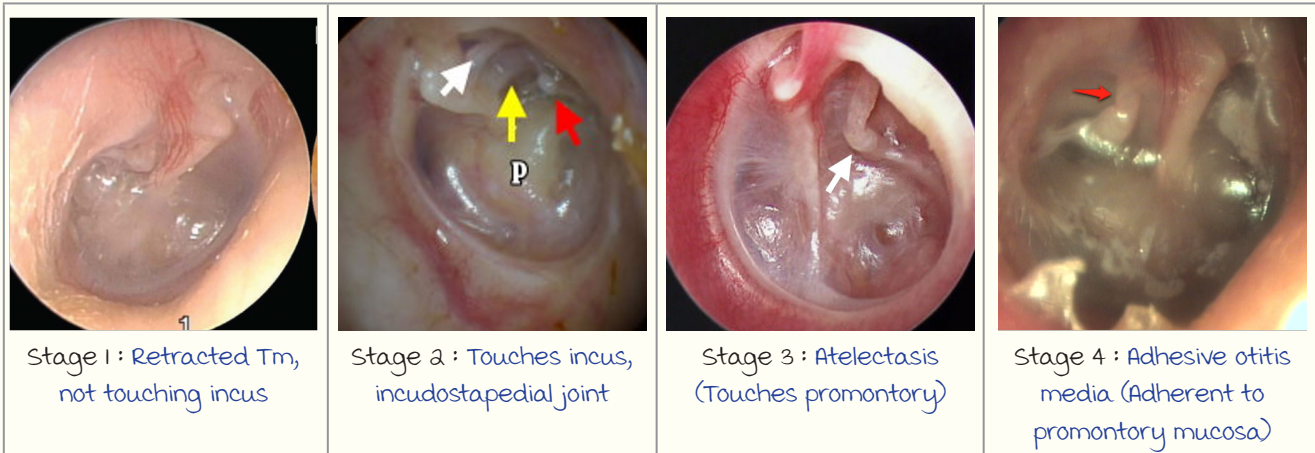 1
P
Stage 1 : Retracted Tm,
not touching incus
Stage 2 : Touches incus,
incudostapedial joint
Stage 3 : Atelectasis
(Touches promontory)
Stage 4 : Adhesive otitis
media (Adherent to
promontory mucosa)